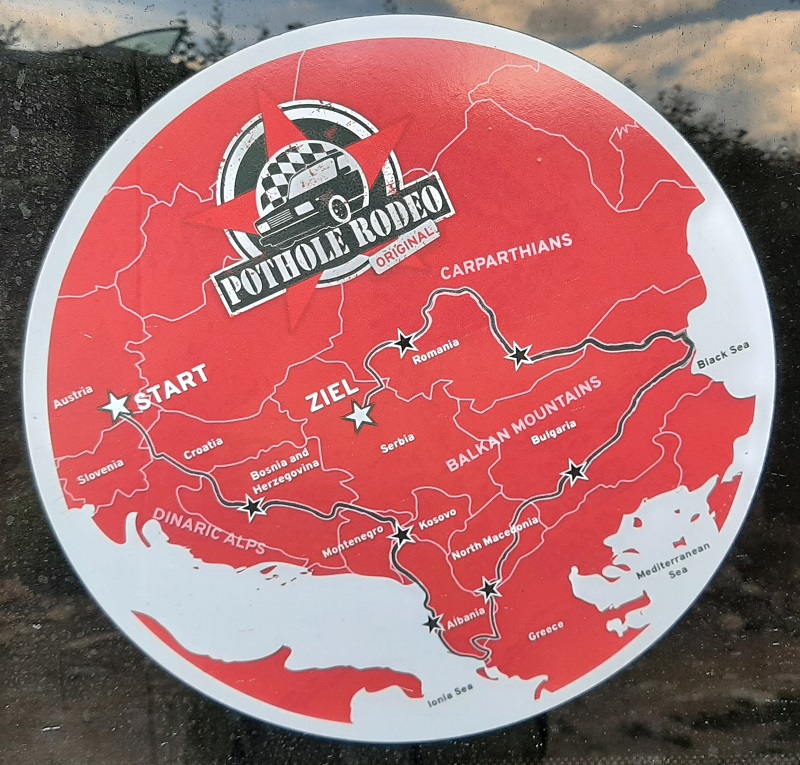 POTHOLE RODEO
ORIGINAL
CARPARTHIANS
Romania
Black Sea
Austria
START
ZIEL
Serbia
Croatia
Slovenia
Bosnia and
Herzegovina
BALKAN MOUNTAINS
Bulgaria
DINARIC ALPS
Montenegro
Kosovo
North Macedonia
Mediterranean
Sea
Albania
Greece
Ionia Sea